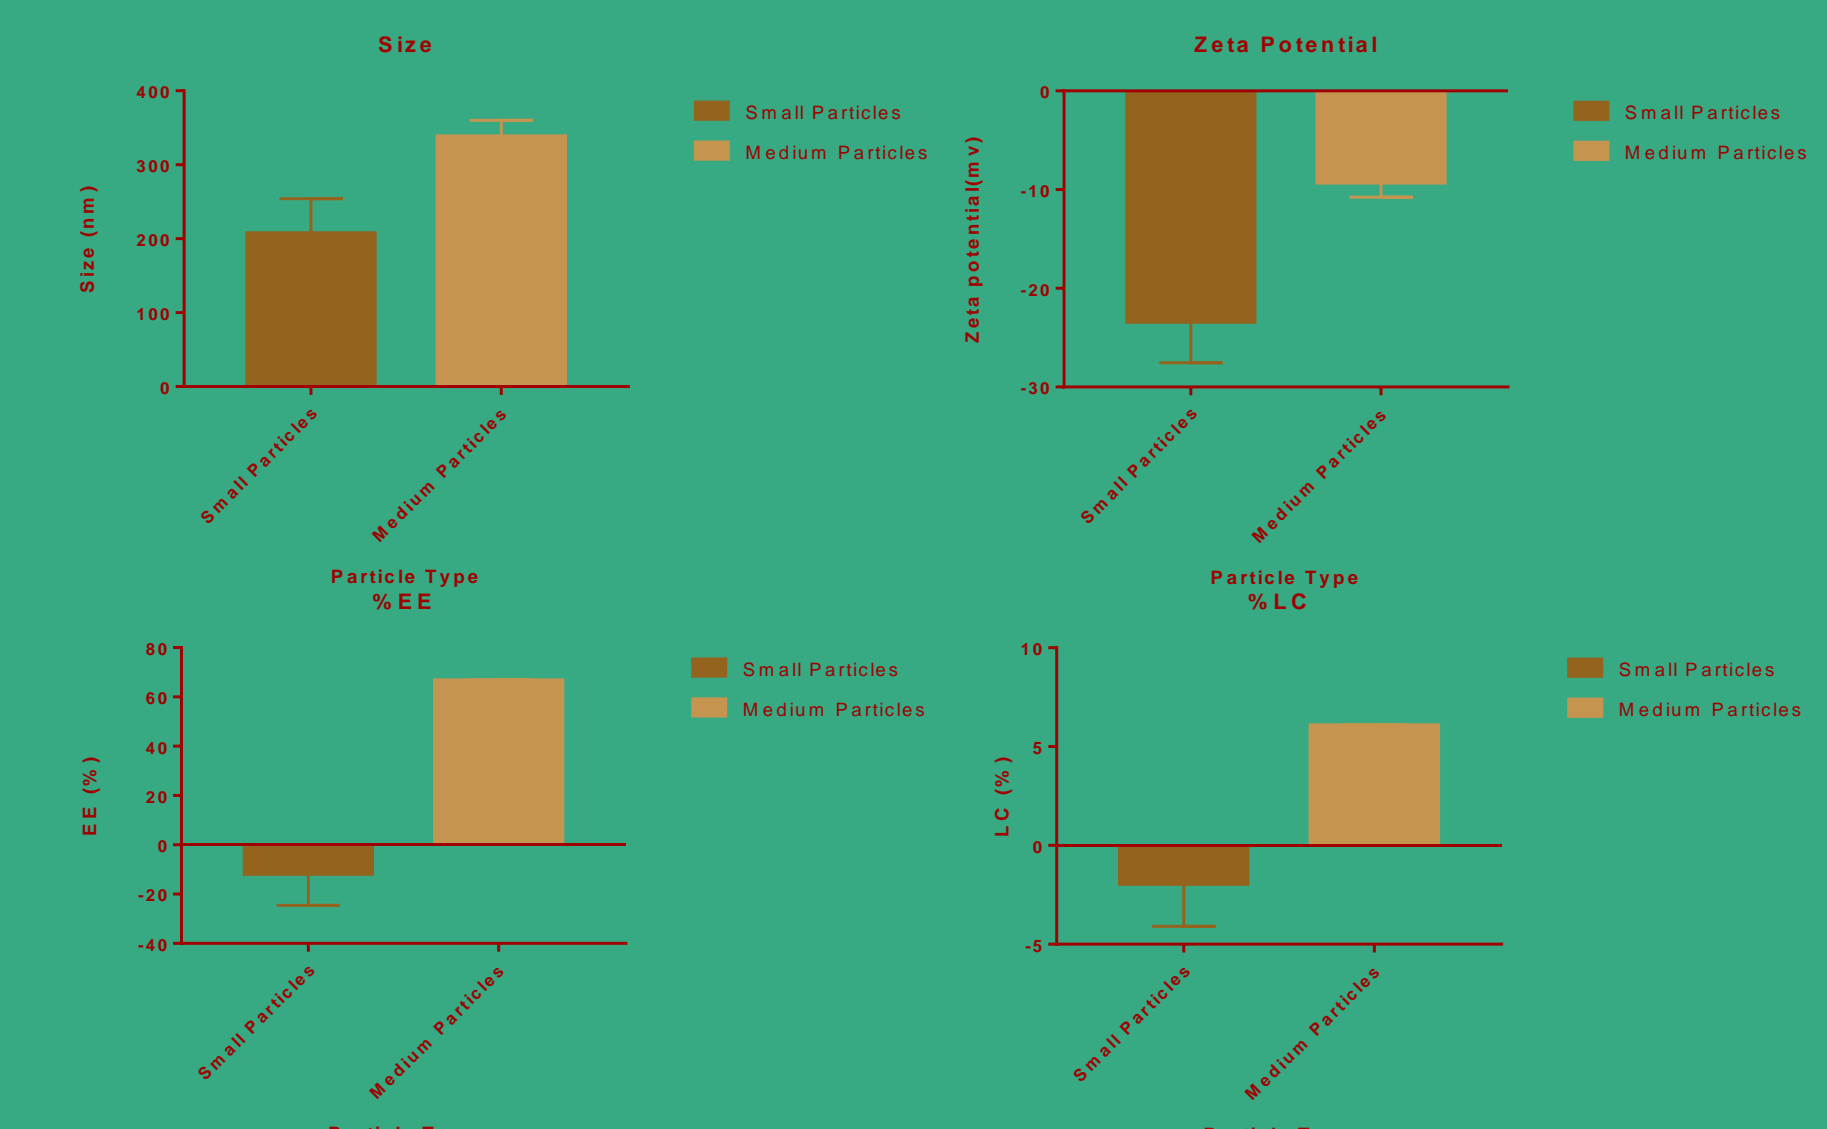 Size
400
300
200
100
0
Size (nm)
Small Particles
Medium Particles
Small Particles
Medium Particles
Particle Type
Zeta Potential
0
-10
-20
-30
Zeta potential(mv)
Small Particles
Medium Particles
Small Particles
Medium Particles
Particle Type
%EE
80
60
40
20
0
-20
-40
EE (%)
Small Particles
Medium Particles
Small Particles
Medium Particles
%LC
10
5
0
-5
LC (%)
Small Particles
Medium Particles
Small Particles
Medium Particles